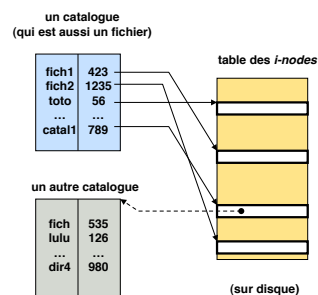 un catalogue
(qui est aussi un fichier)
table des i-nodes
fich1 423
fich2 1235
toto 56
... ...
catal1 789
un autre catalogue
fich 535
lulu 126
... ...
dir4 980
(sur disque)